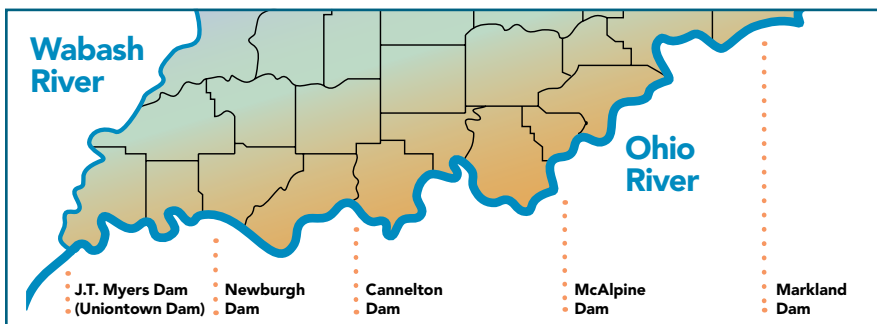 Wabash
River
Ohio
River
J.T. Myers Dam
(Uniontown Dam)
Newburgh
Dam
Cannelton
Dam
McAlpine
Dam
Markland
Dam